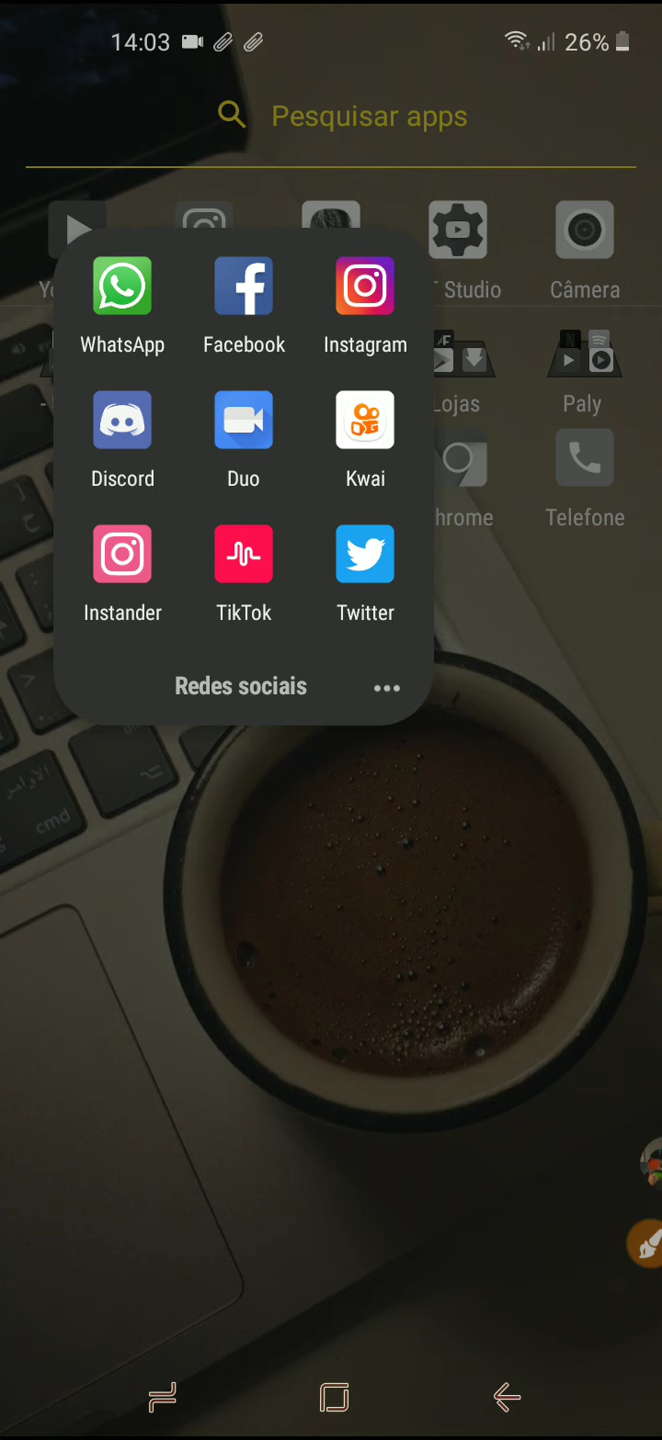 14:03
26%
Pesquisar apps
Studio
Câmera
WhatsApp
Facebook
Instagram
Lojas
Paly
Discord
Duo
Kwai
hrome
Telefone
Instander
TikTok
Twitter
Redes sociais
cmd